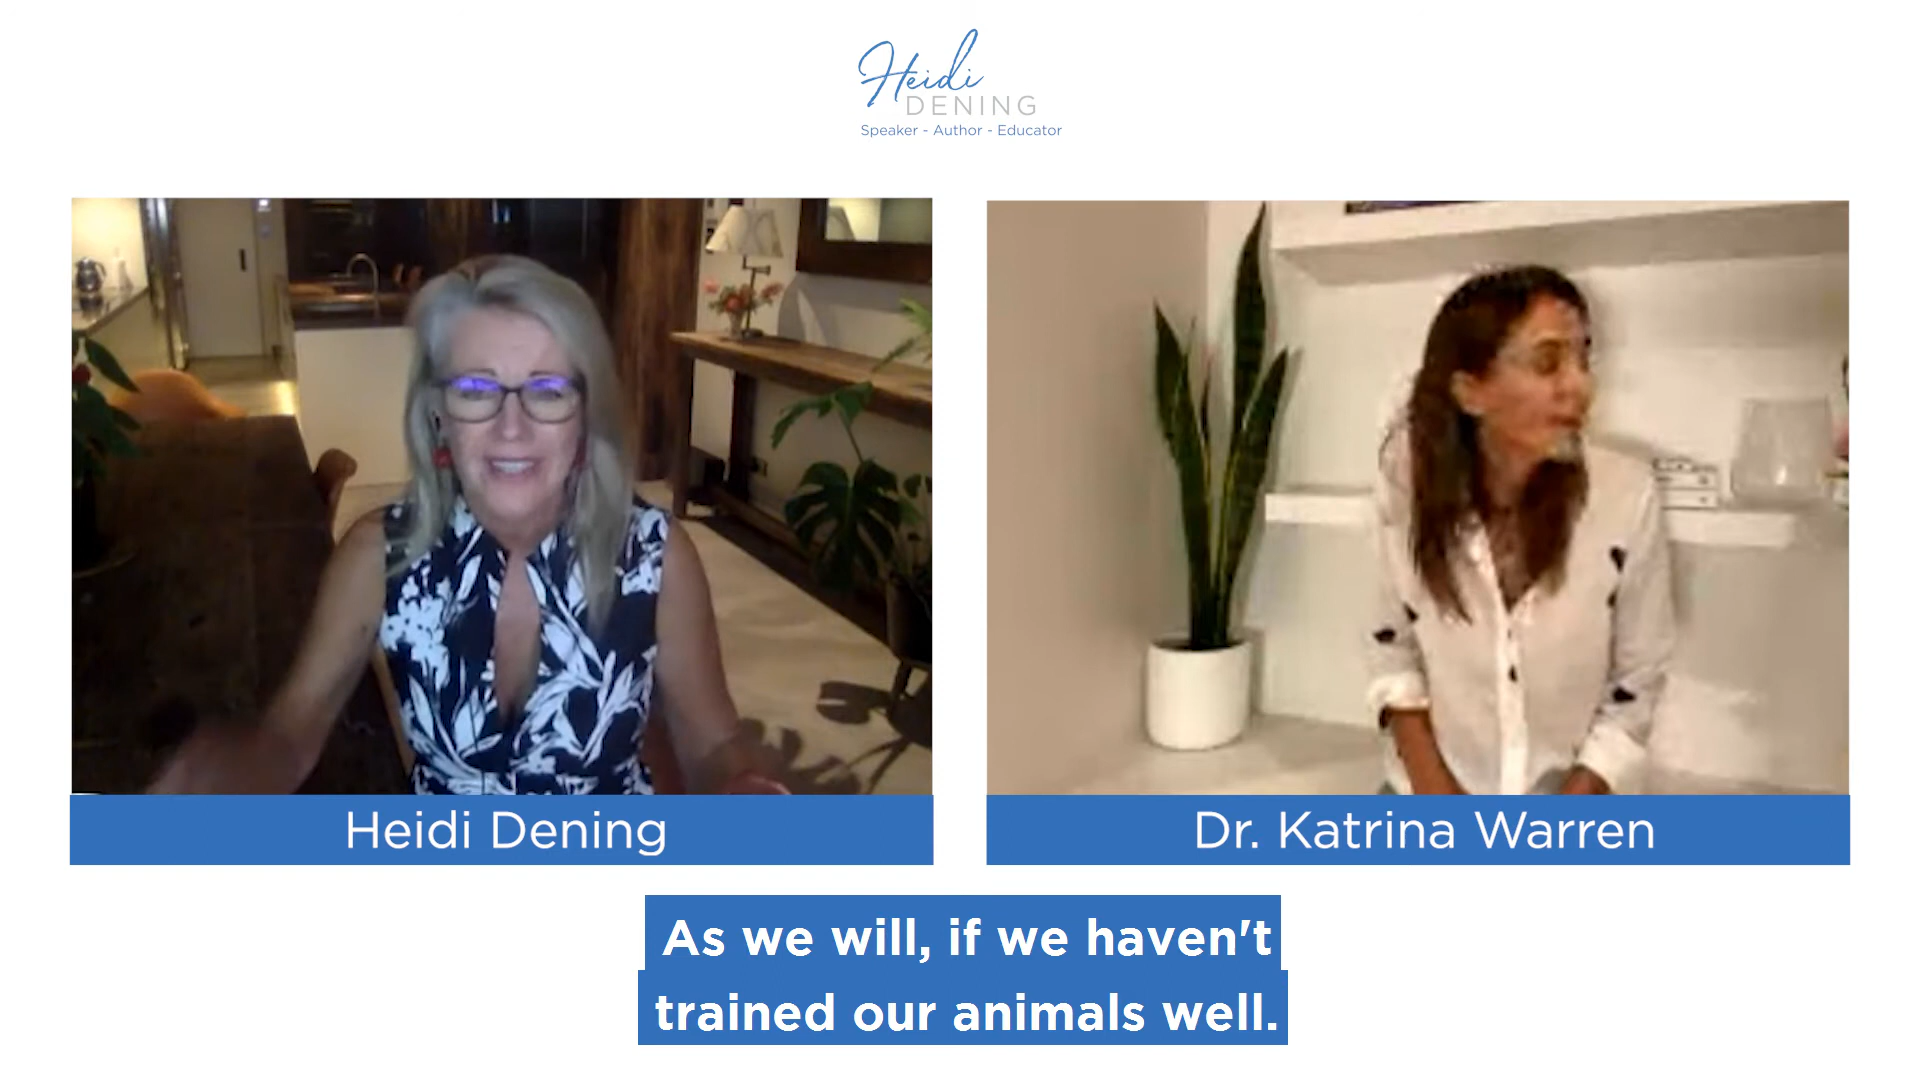 Heidi
DENING
Speaker - Author - Educator
Heidi Dening
Dr. Katrina Warren
As we will, if we haven't
trained our animals well.